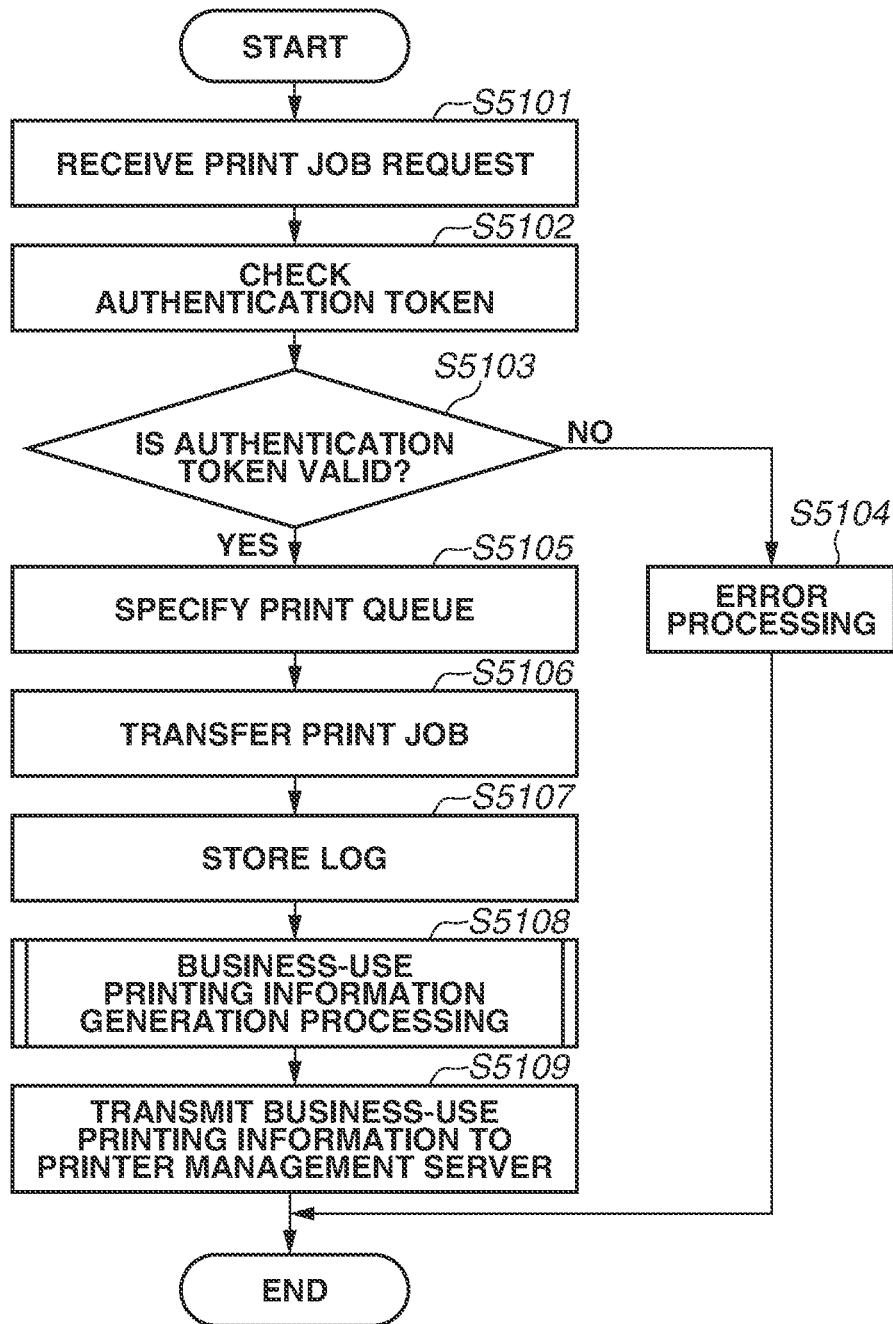 START
S5101
RECEIVE PRINT JOB REQUEST
S5102
CHECK
AUTHENTICATION TOKEN
S5103
IS AUTHENTICATION
TOKEN VALID?
NO
YES
S5104
ERROR
PROCESSING
S5105
SPECIFY PRINT QUEUE
S5106
TRANSFER PRINT JOB
S5107
STORE LOG
S5108
BUSINESS-USE
PRINTING INFORMATION
GENERATION PROCESSING
S5109
TRANSMIT BUSINESS-USE
PRINTING INFORMATION TO
PRINTER MANAGEMENT SERVER
END